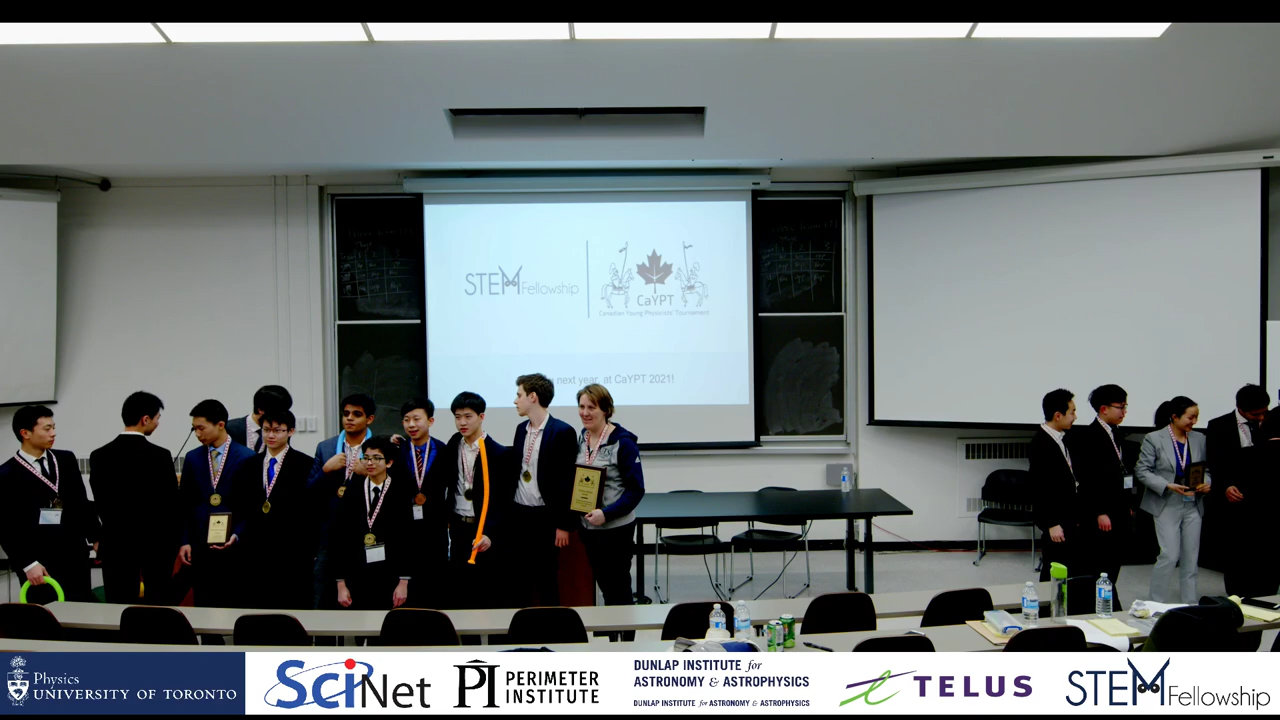 STEM Fellowship
CaYPT
Canadian Young Physicists' Tournament
next year, at CaYPT 2021!
Physics
UNIVERSITY OF TORONTO
SciNet
PI PERIMETER
INSTITUTE
DUNLAP INSTITUTE for
ASTRONOMY & ASTROPHYSICS
DUNLAP INSTITUTE for ASTRONOMY & ASTROPHYSICS
TELUS
STEM Fellowship